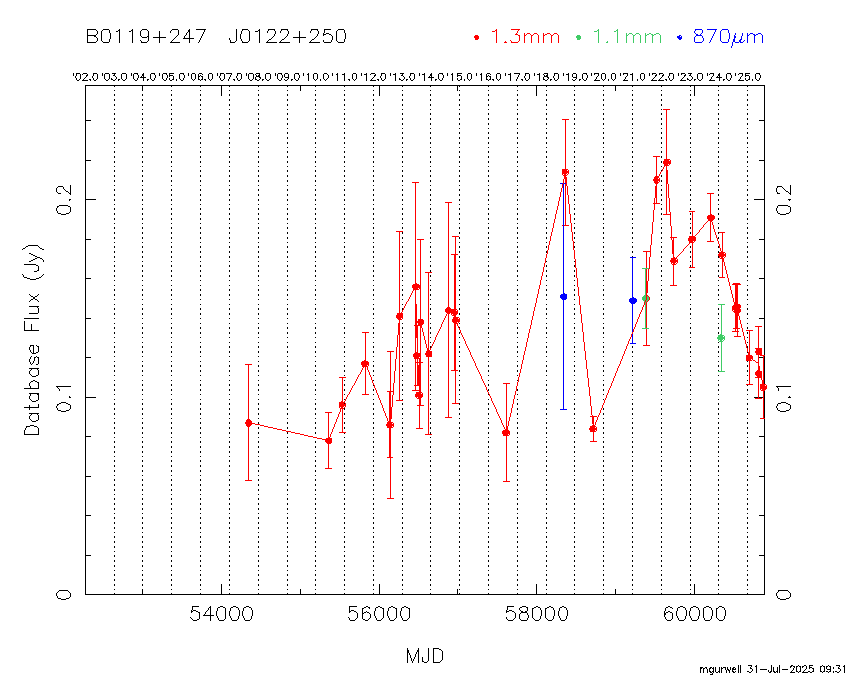 B0119+247 J0122+250 1.3mm 1.1mm 870μm
'02.0 '03.0 '04.0 '05.0 '06.0 '07.0 '08.0 '09.0 '10.0 '11.0 '12.0 '13.0 '14.0 '15.0 '16.0 '17.0 '18.0 '19.0 '20.0 '21.0 '22.0 '23.0 '24.0 '25.0
0.2 0.2
Database Flux (Jy)
0.1 0.1
0 0
54000 56000 58000 60000
MJD
mgurwell 31-Jul-2025 09:31